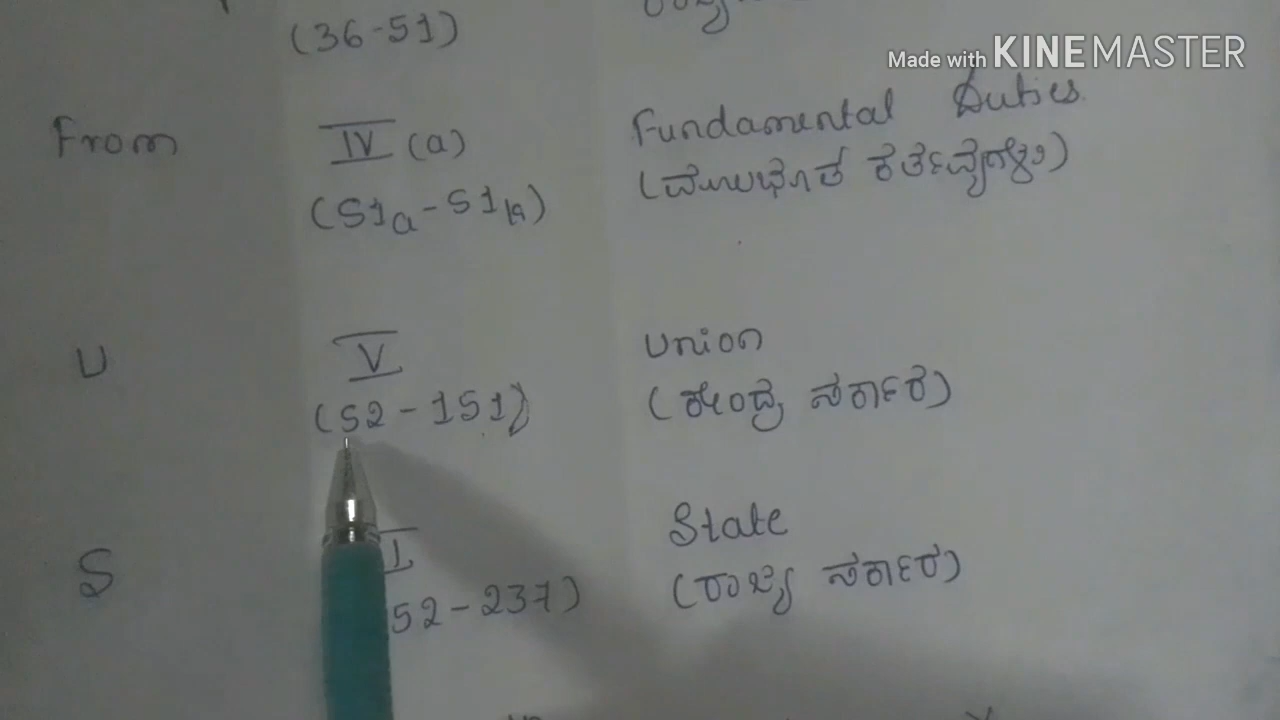 (36-51)
Made with KINEMASTER
From IV (a) Fundamental Duties
(51a - 51 (ಮೂಲಭೂತ ಕರ್ತವ್ಯಗಳು)
U V Union
(52 - 151) (ಕೇಂದ್ರ ಸರ್ಕಾರ)
S I State
52 - 237) (ರಾಜ್ಯ ಸರ್ಕಾರ)